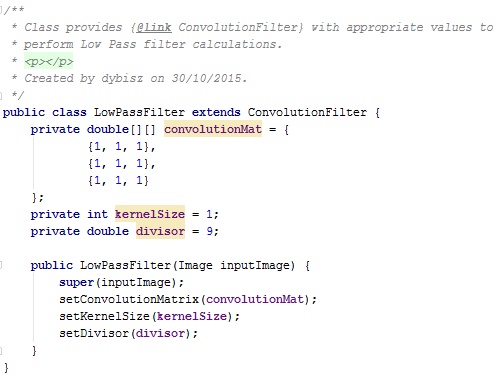 /**
 * Class provides {@link ConvolutionFilter} with appropriate values to
 * perform Low Pass filter calculations.
 * <p></p>
 * Created by dybisz on 30/10/2015.
 */
public class LowPassFilter extends ConvolutionFilter {
    private double[][] convolutionMat = {
            {1, 1, 1},
            {1, 1, 1},
            {1, 1, 1}
    };
    private int kernelSize = 1;
    private double divisor = 9;

    public LowPassFilter(Image inputImage) {
        super(inputImage);
        setConvolutionMatrix(convolutionMat);
        setKernelSize(kernelSize);
        setDivisor(divisor);
    }
}